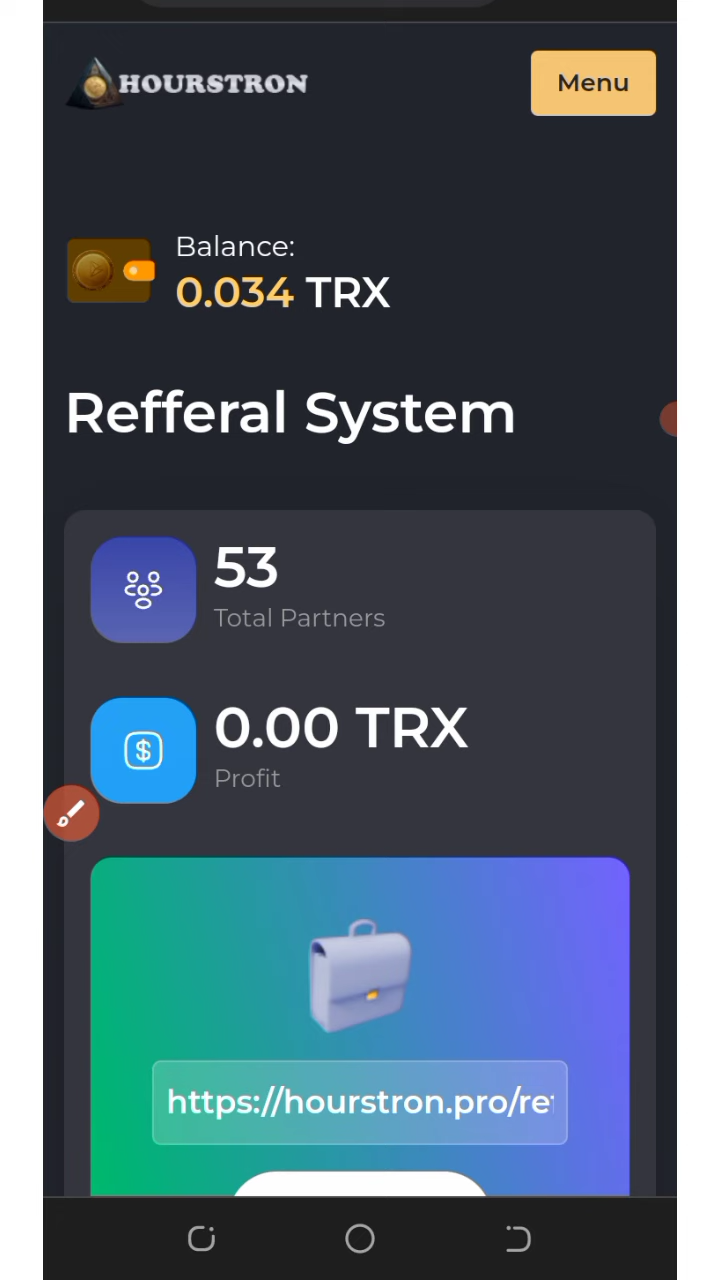 HOURSTRON
Menu
Balance:
0.034 TRX
Refferal System
53
Total Partners
0.00 TRX
Profit
https://hourstron.pro/re